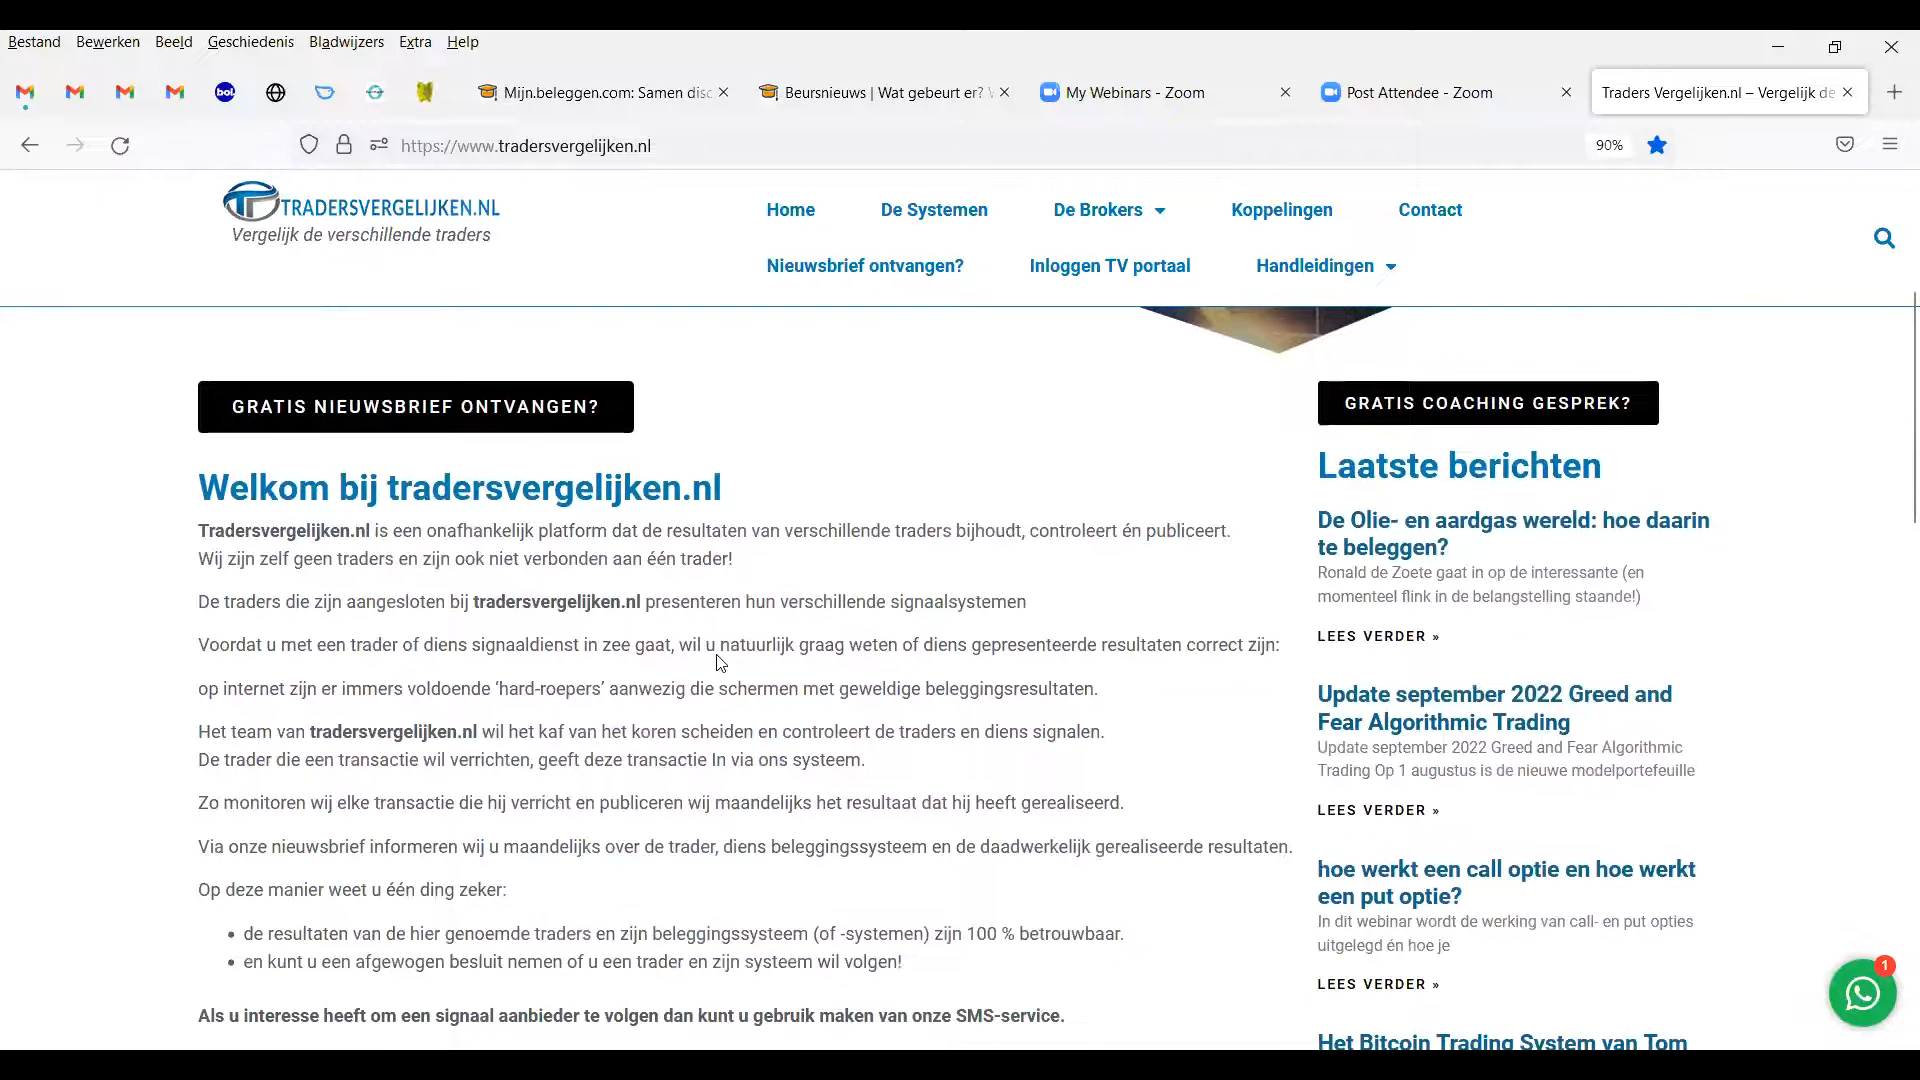 Bestand Bewerken Beeld Geschiedenis Bladwijzers Extra Help
bol Mijn.beleggen.com: Samen disc Beursnieuws | Wat gebeurt er? My Webinars - Zoom Post Attendee - Zoom Traders Vergelijken.nl – Vergelijk de
https://www.tradersvergelijken.nl 90%
TRADERSVERGELIJKEN.NL
Vergelijk de verschillende traders
Home De Systemen De Brokers Koppelingen Contact
Nieuwsbrief ontvangen? Inloggen TV portaal Handleidingen
GRATIS NIEUWSBRIEF ONTVANGEN?
Welkom bij tradersvergelijken.nl
Tradersvergelijken.nl is een onafhankelijk platform dat de resultaten van verschillende traders bijhoudt, controleert én publiceert.
Wij zijn zelf geen traders en zijn ook niet verbonden aan één trader!
De traders die zijn aangesloten bij tradersvergelijken.nl presenteren hun verschillende signaalsystemen
Voordat u met een trader of diens signaaldienst in zee gaat, wil u natuurlijk graag weten of diens gepresenteerde resultaten correct zijn:
op internet zijn er immers voldoende ‘hard-roepers’ aanwezig die schermen met geweldige beleggingsresultaten.
Het team van tradersvergelijken.nl wil het kaf van het koren scheiden en controleert de traders en diens signalen.
De trader die een transactie wil verrichten, geeft deze transactie In via ons systeem.
Zo monitoren wij elke transactie die hij verricht en publiceren wij maandelijks het resultaat dat hij heeft gerealiseerd.
Via onze nieuwsbrief informeren wij u maandelijks over de trader, diens beleggingssysteem en de daadwerkelijk gerealiseerde resultaten.
Op deze manier weet u één ding zeker:
• de resultaten van de hier genoemde traders en zijn beleggingssysteem (of -systemen) zijn 100 % betrouwbaar.
• en kunt u een afgewogen besluit nemen of u een trader en zijn systeem wil volgen!
Als u interesse heeft om een signaal aanbieder te volgen dan kunt u gebruik maken van onze SMS-service.
GRATIS COACHING GESPREK?
Laatste berichten
De Olie- en aardgas wereld: hoe daarin
te beleggen?
Ronald de Zoete gaat in op de interessante (en
momenteel flink in de belangstelling staande!)
LEES VERDER »
Update september 2022 Greed and
Fear Algorithmic Trading
Update september 2022 Greed and Fear Algorithmic
Trading Op 1 augustus is de nieuwe modelportefeuille
LEES VERDER »
hoe werkt een call optie en hoe werkt
een put optie?
In dit webinar wordt de werking van call- en put opties
uitgelegd én hoe je
LEES VERDER »
Het Bitcoin Trading System van Tom
1